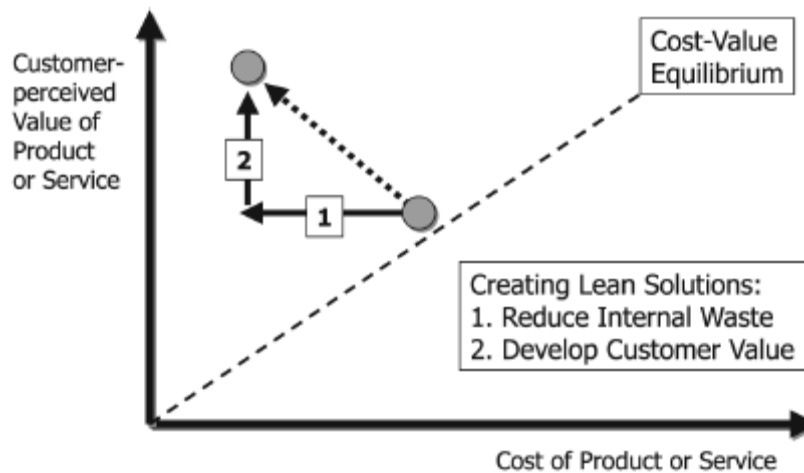 Customer-
perceived
Value of
Product
or Service
Cost-Value
Equilibrium
2
1
Creating Lean Solutions:
1. Reduce Internal Waste
2. Develop Customer Value
Cost of Product or Service